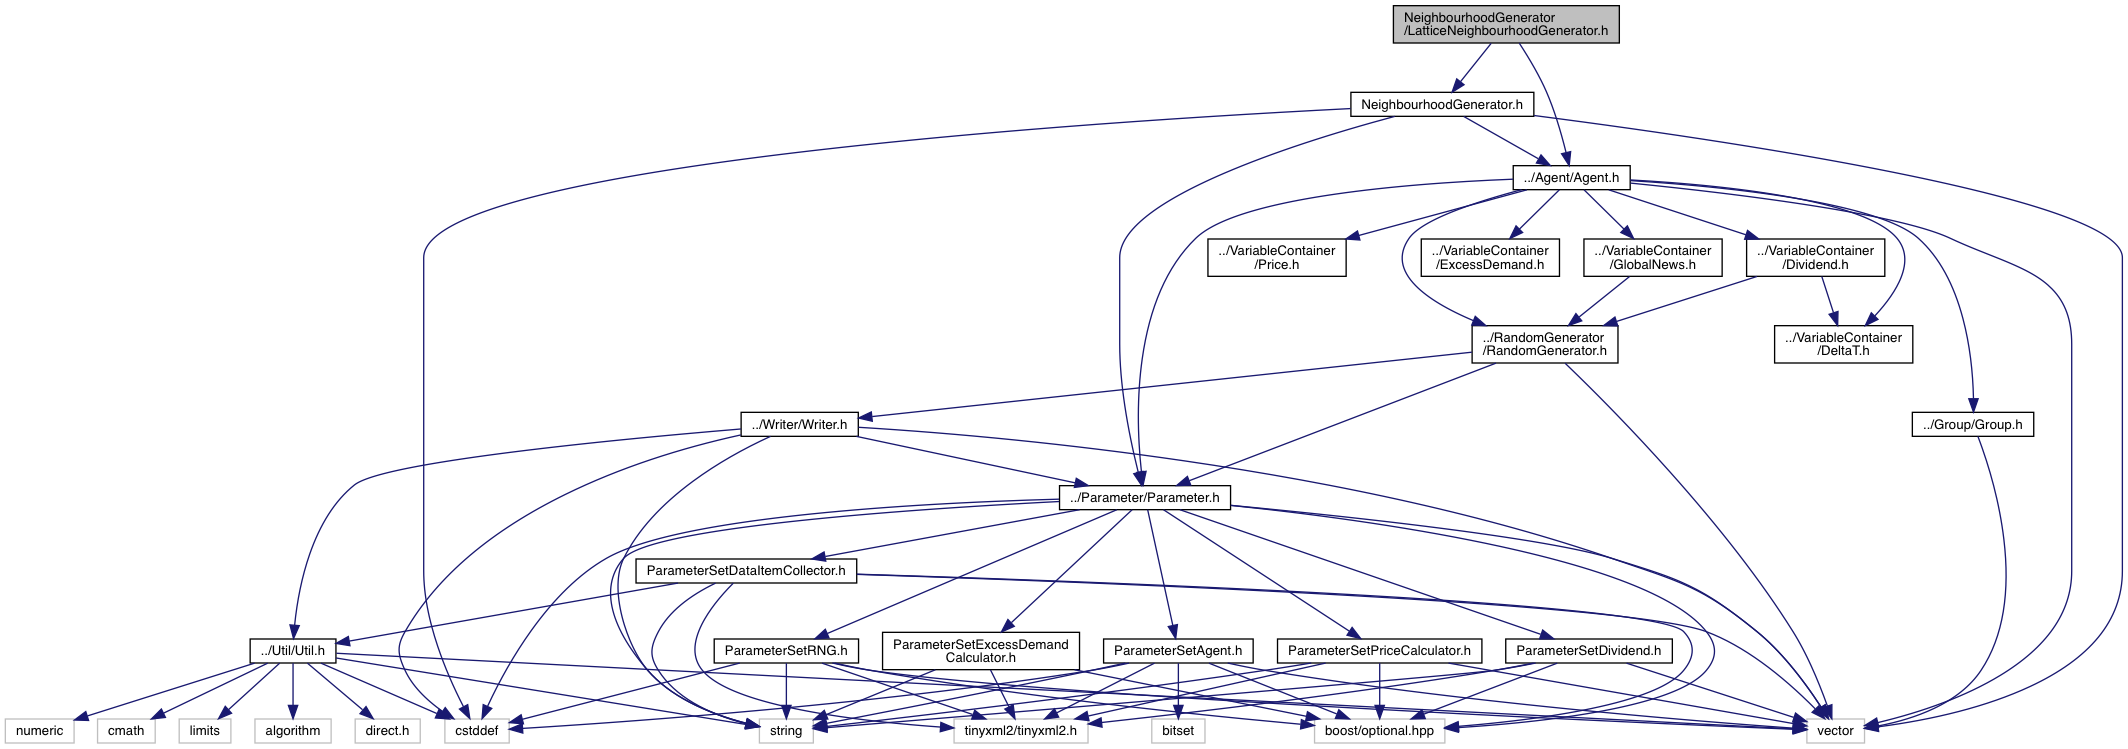 NeighbourhoodGenerator
/LatticeNeighbourhoodGenerator.h
NeighbourhoodGenerator.h
../Agent/Agent.h
../VariableContainer
/Price.h
../VariableContainer
/ExcessDemand.h
../VariableContainer
/GlobalNews.h
../VariableContainer
/Dividend.h
../RandomGenerator
/RandomGenerator.h
../VariableContainer
/DeltaT.h
../Writer/Writer.h
../Group/Group.h
../Parameter/Parameter.h
ParameterSetDataItemCollector.h
../Util/Util.h
ParameterSetRNG.h
ParameterSetExcessDemand
Calculator.h
ParameterSetAgent.h
ParameterSetPriceCalculator.h
ParameterSetDividend.h
numeric
cmath
limits
algorithm
direct.h
cstddef
string
tinyxml2/tinyxml2.h
bitset
boost/optional.hpp
vector